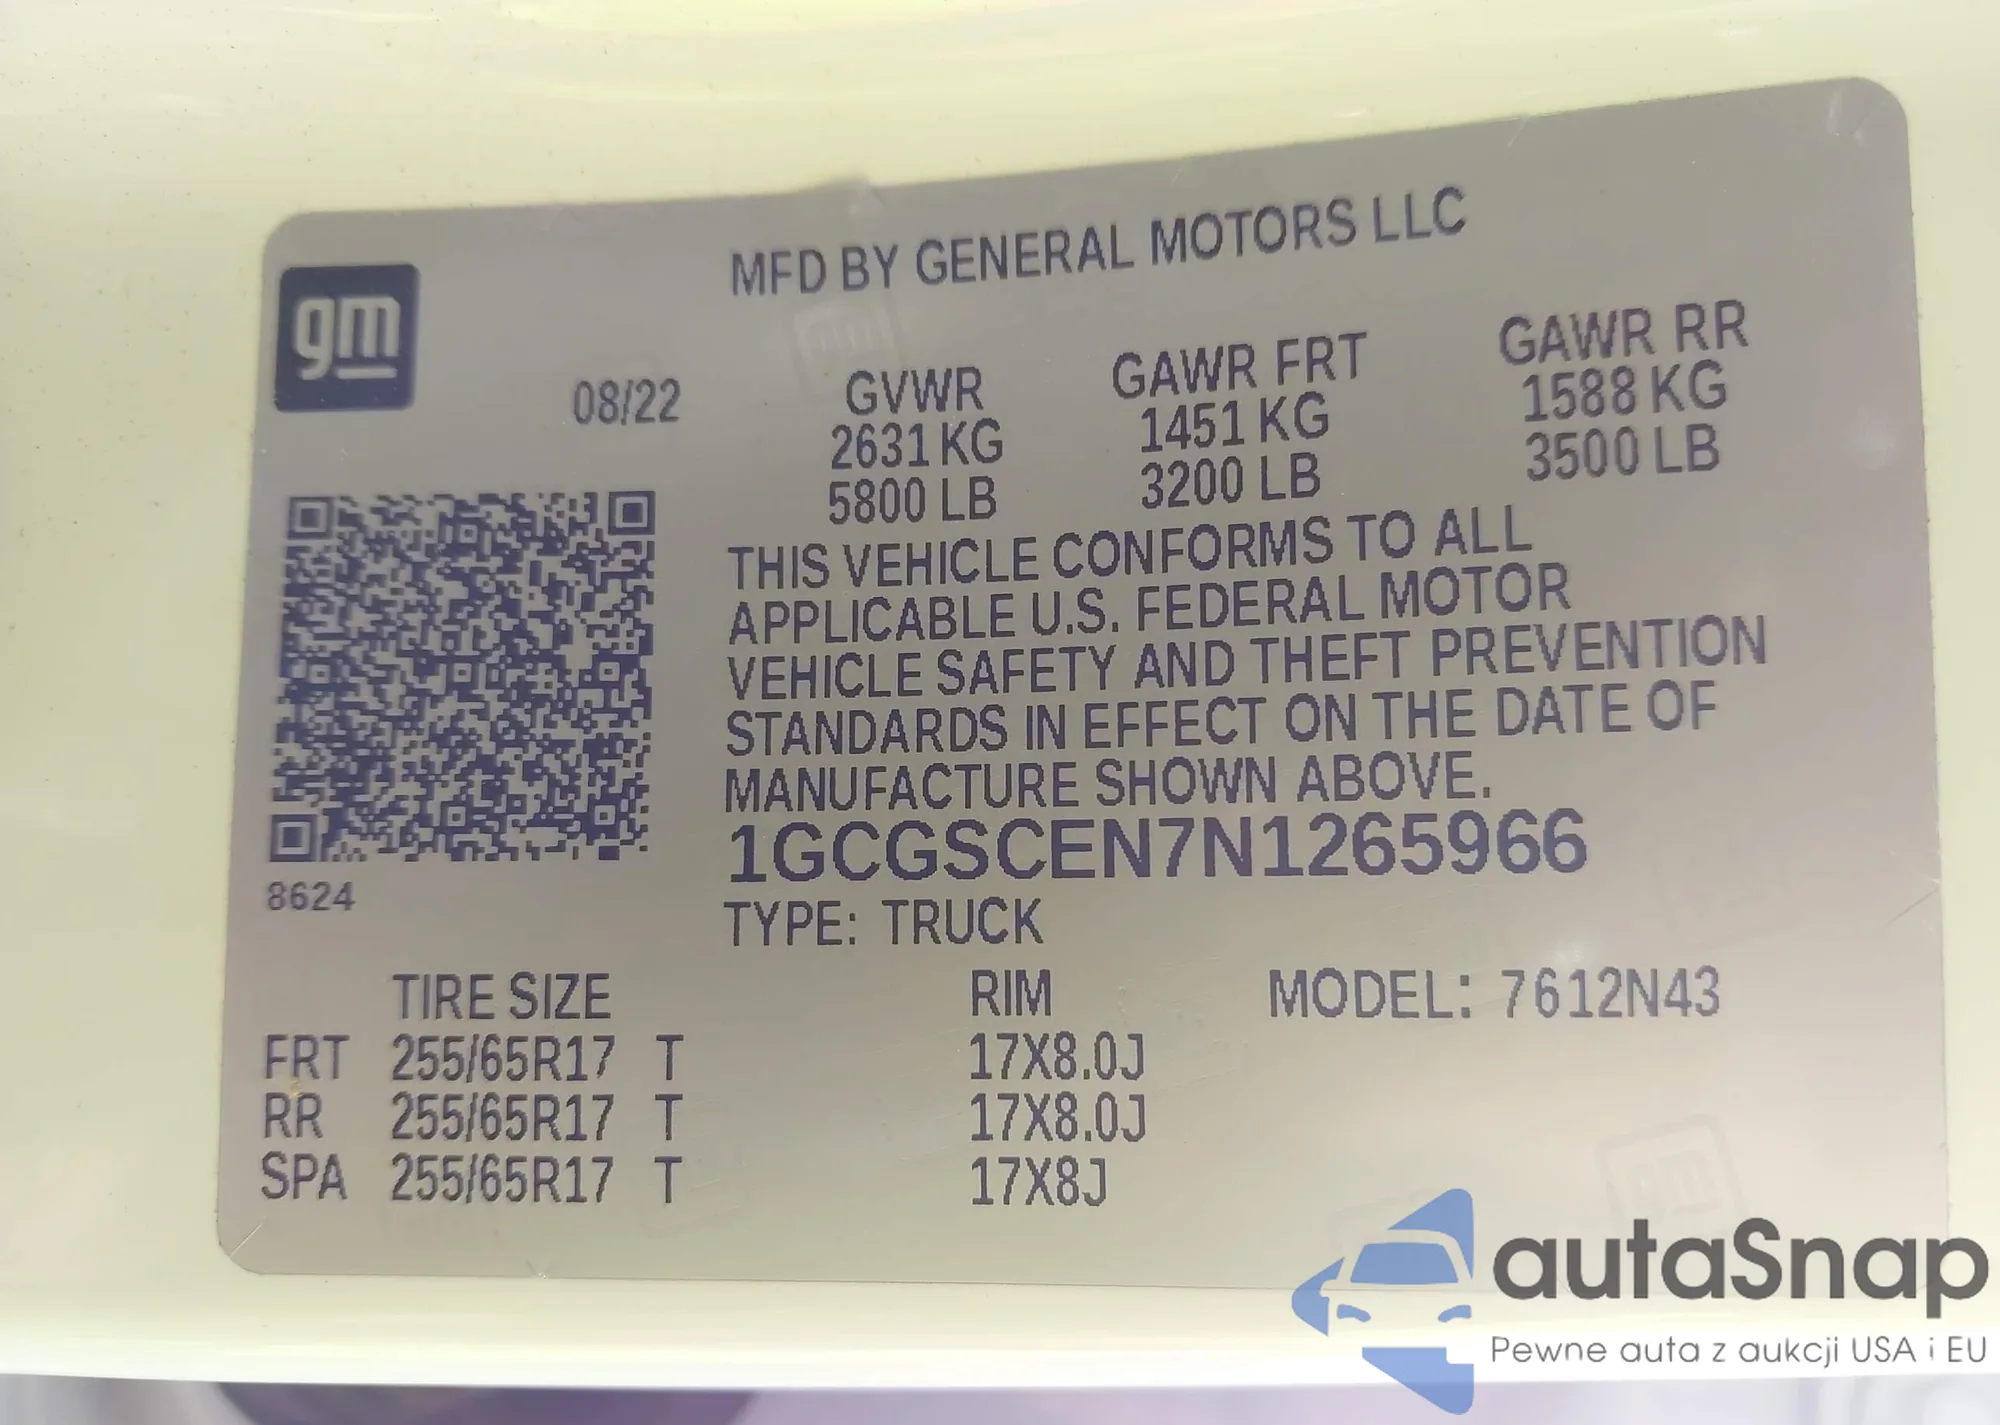 MFD BY GENERAL MOTORS LLC
gm
08/22
GVWR GAWR FRT GAWR RR
2631 KG 1451 KG 1588 KG
5800 LB 3200 LB 3500 LB
THIS VEHICLE CONFORMS TO ALL
APPLICABLE U.S. FEDERAL MOTOR
VEHICLE SAFETY AND THEFT PREVENTION
STANDARDS IN EFFECT ON THE DATE OF
MANUFACTURE SHOWN ABOVE.
1GCGSCEN7N1265966
8624
TYPE: TRUCK
TIRE SIZE RIM MODEL: 7612N43
FRT 255/65R17 T 17X8.0J
RR 255/65R17 T 17X8.0J
SPA 255/65R17 T 17X8J
autaSnap
Pewne auta z aukcji USA i EU